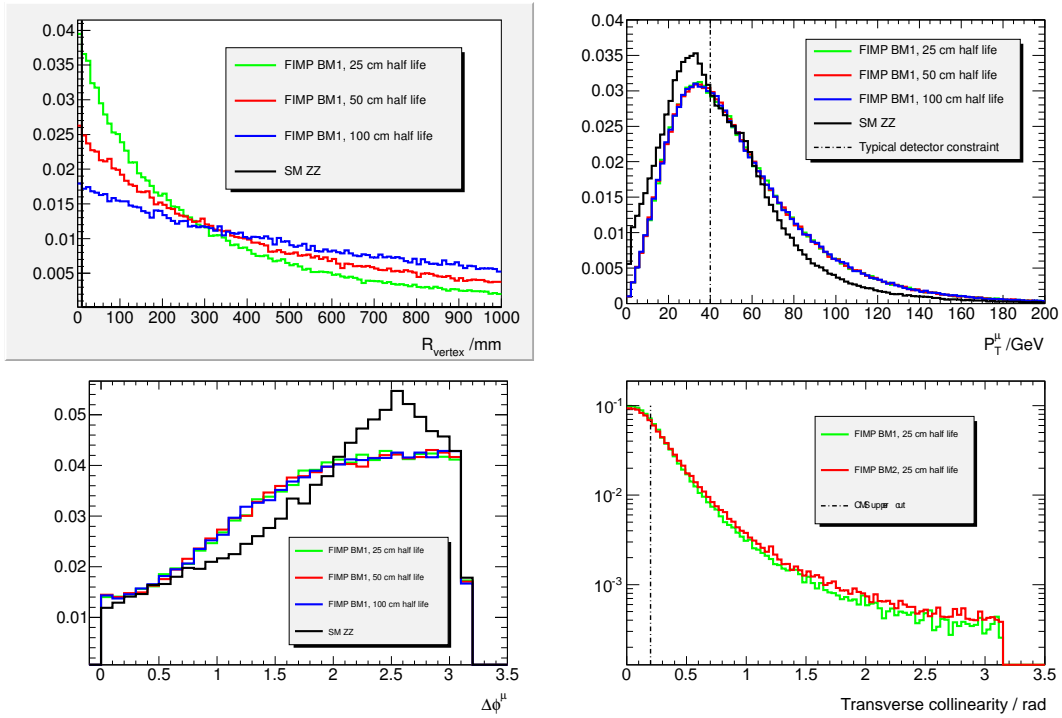 0.04
0.035
0.03
0.025
0.02
0.015
0.01
0.005
FIMP BM1, 25 cm half life
FIMP BM1, 50 cm half life
FIMP BM1, 100 cm half life
SM ZZ
0 100 200 300 400 500 600 700 800 900 1000
R_vertex /mm
0.04
0.035
0.03
0.025
0.02
0.015
0.01
0.005
0
FIMP BM1, 25 cm half life
FIMP BM1, 50 cm half life
FIMP BM1, 100 cm half life
SM ZZ
Typical detector constraint
0 20 40 60 80 100 120 140 160 180 200
P_T^μ /GeV
0.05
0.04
0.03
0.02
0.01
FIMP BM1, 25 cm half life
FIMP BM1, 50 cm half life
FIMP BM1, 100 cm half life
SM ZZ
0 0.5 1 1.5 2 2.5 3 3.5
Δϕ^μ
10^-1
10^-2
10^-3
FIMP BM1, 25 cm half life
FIMP BM2, 25 cm half life
CMS upper cut
0.0 0.5 1.0 1.5 2.0 2.5 3.0 3.5
Transverse collinearity / rad